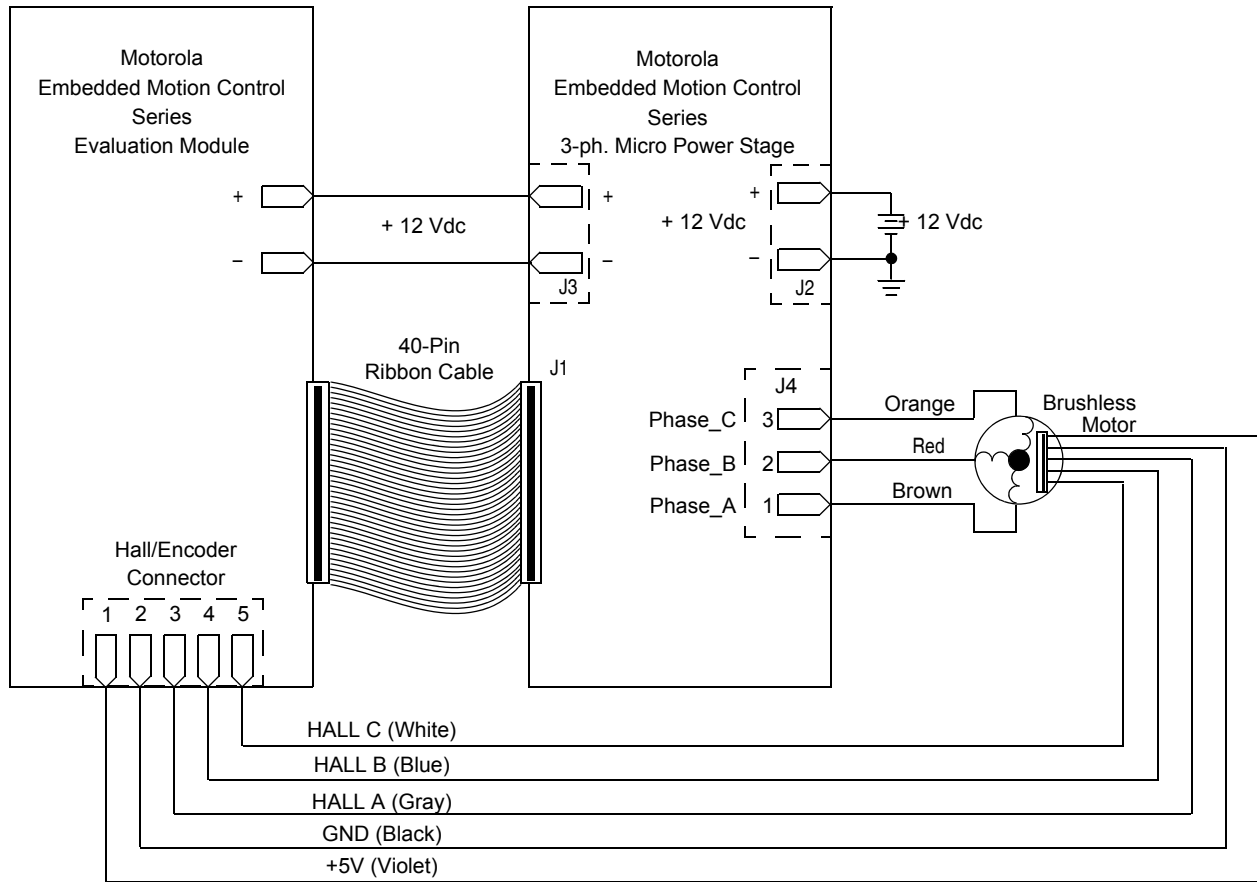 Motorola
Embedded Motion Control
Series
Evaluation Module
Motorola
Embedded Motion Control
Series
3-ph. Micro Power Stage
+
+ 12 Vdc
–
+
–
J3
+ 12 Vdc
+
–
J2
+ 12 Vdc
40-Pin
Ribbon Cable
J1
J4
Phase_C
3
Orange
Phase_B
2
Red
Phase_A
1
Brown
Brushless
Motor
Hall/Encoder
Connector
1 2 3 4 5
HALL C (White)
HALL B (Blue)
HALL A (Gray)
GND (Black)
+5V (Violet)